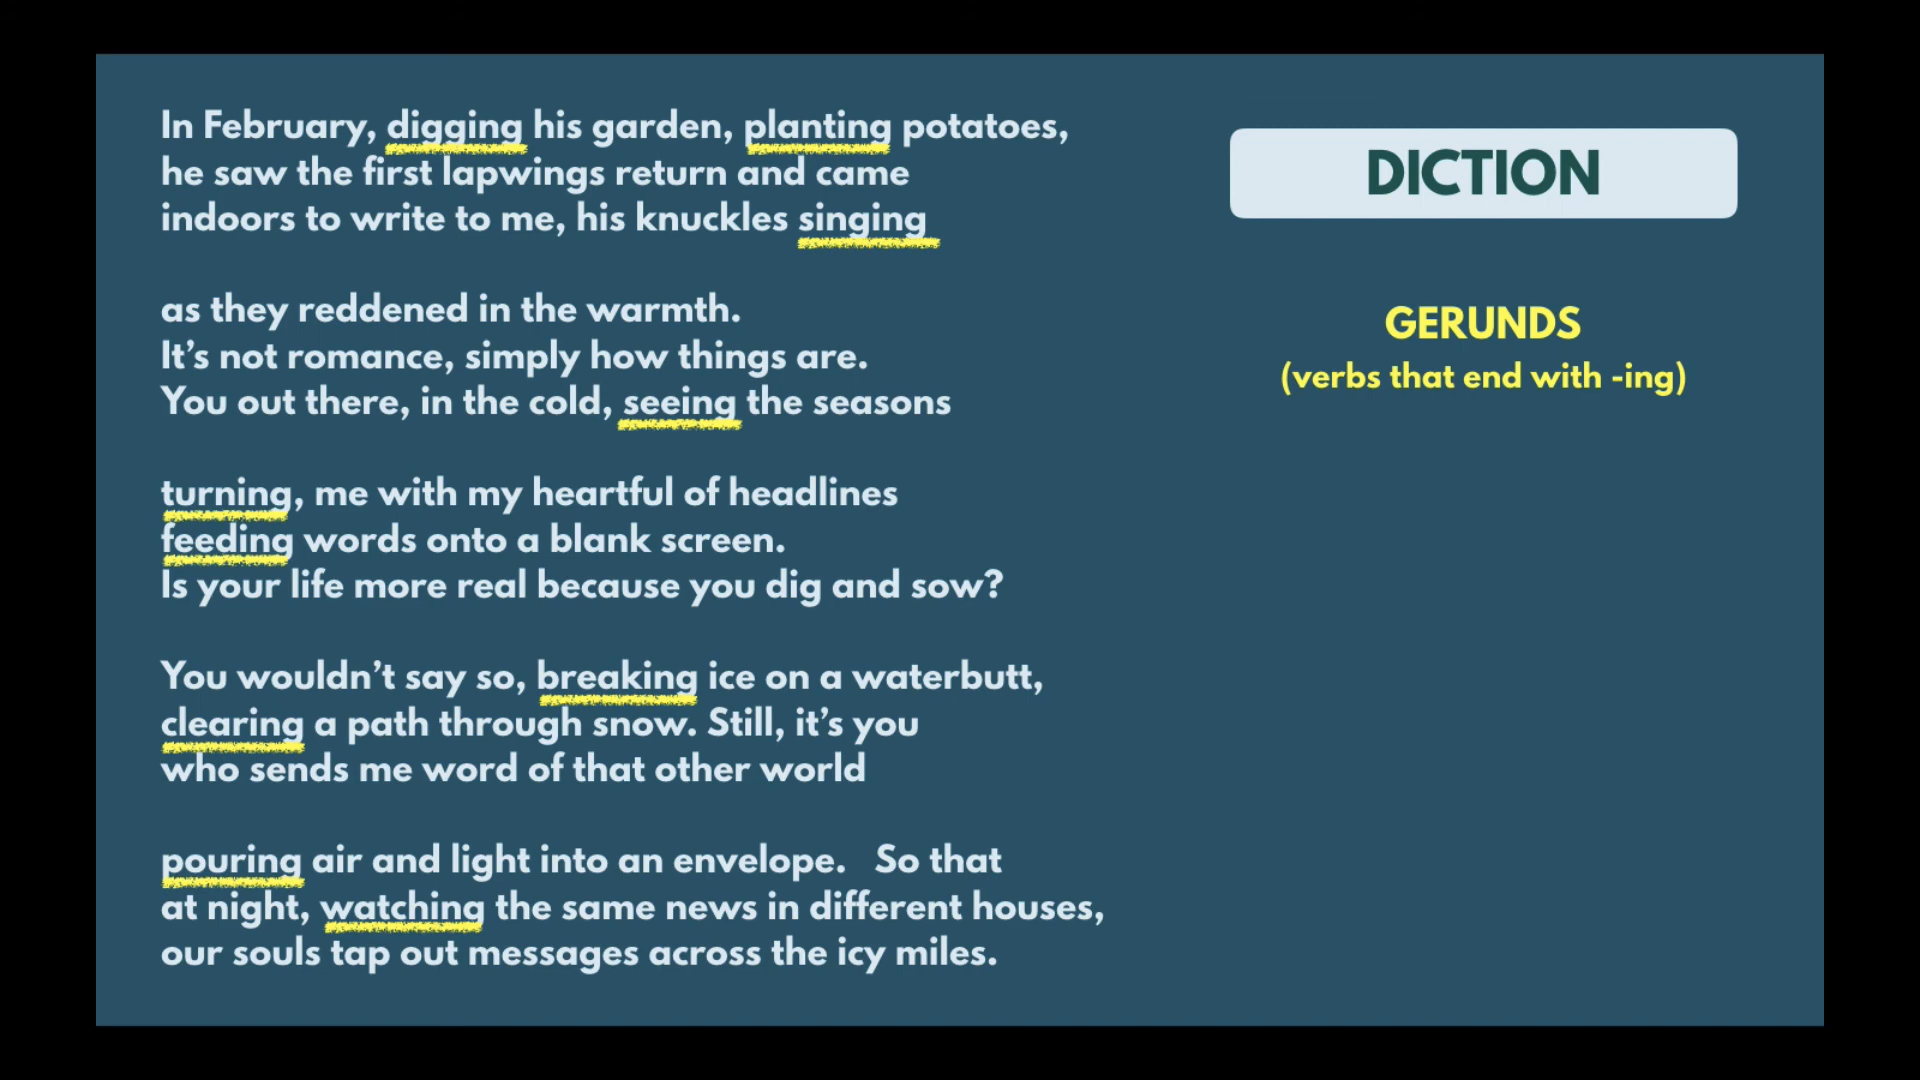 In February, digging his garden, planting potatoes,
he saw the first lapwings return and came
indoors to write to me, his knuckles singing
as they reddened in the warmth.
It’s not romance, simply how things are.
You out there, in the cold, seeing the seasons
turning, me with my heartful of headlines
feeding words onto a blank screen.
Is your life more real because you dig and sow?
You wouldn’t say so, breaking ice on a waterbutt,
clearing a path through snow. Still, it’s you
who sends me word of that other world
pouring air and light into an envelope. So that
at night, watching the same news in different houses,
our souls tap out messages across the icy miles.
DICTION
GERUNDS
(verbs that end with -ing)